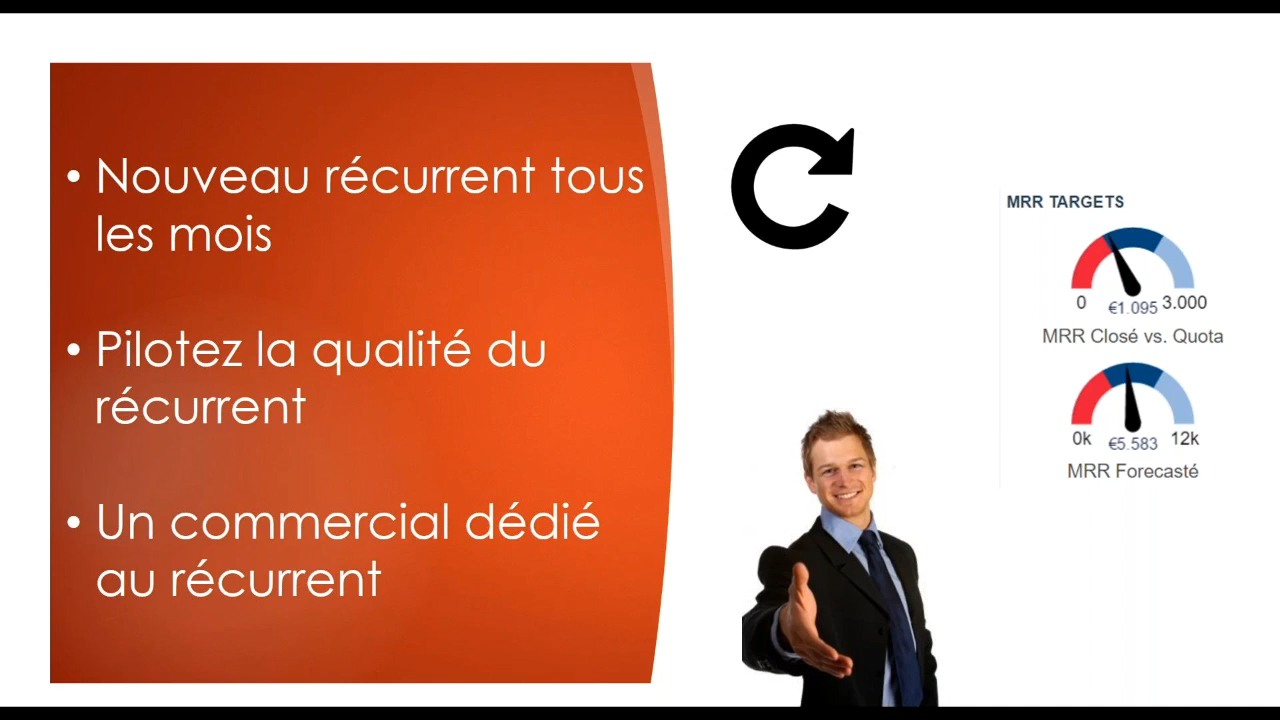 • Nouveau récurrent tous
les mois
• Pilotez la qualité du
récurrent
• Un commercial dédié
au récurrent
MRR TARGETS
0 €1.095 3.000
MRR Closé vs. Quota
0k €5.583 12k
MRR Forecasté